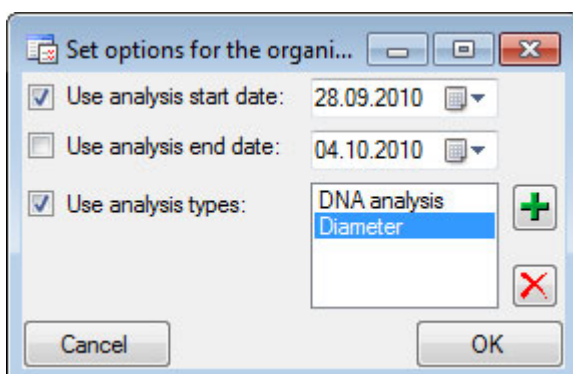 Set options for the organi...
Use analysis start date: 28.09.2010
Use analysis end date: 04.10.2010
Use analysis types: DNA analysis
Diameter
Cancel OK